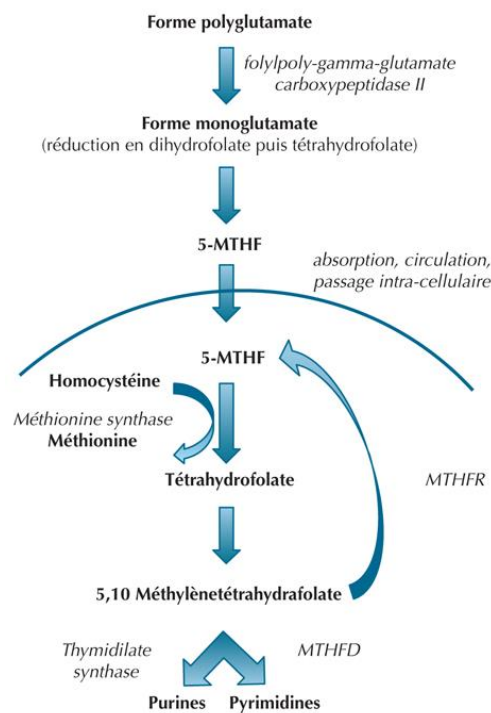 Forme polyglutamate
folylpoly-gamma-glutamate
carboxypeptidase II
Forme monoglutamate
(réduction en dihydrofolate puis tétrahydrofolate)
5-MTHF
absorption, circulation,
passage intra-cellulaire
5-MTHF
Homocystéine
Méthionine synthase
Méthionine
Tétrahydrofolate
MTHFR
5,10 Méthylènetétrahydrafolate
Thymidilate
synthase
MTHFD
Purines
Pyrimidines